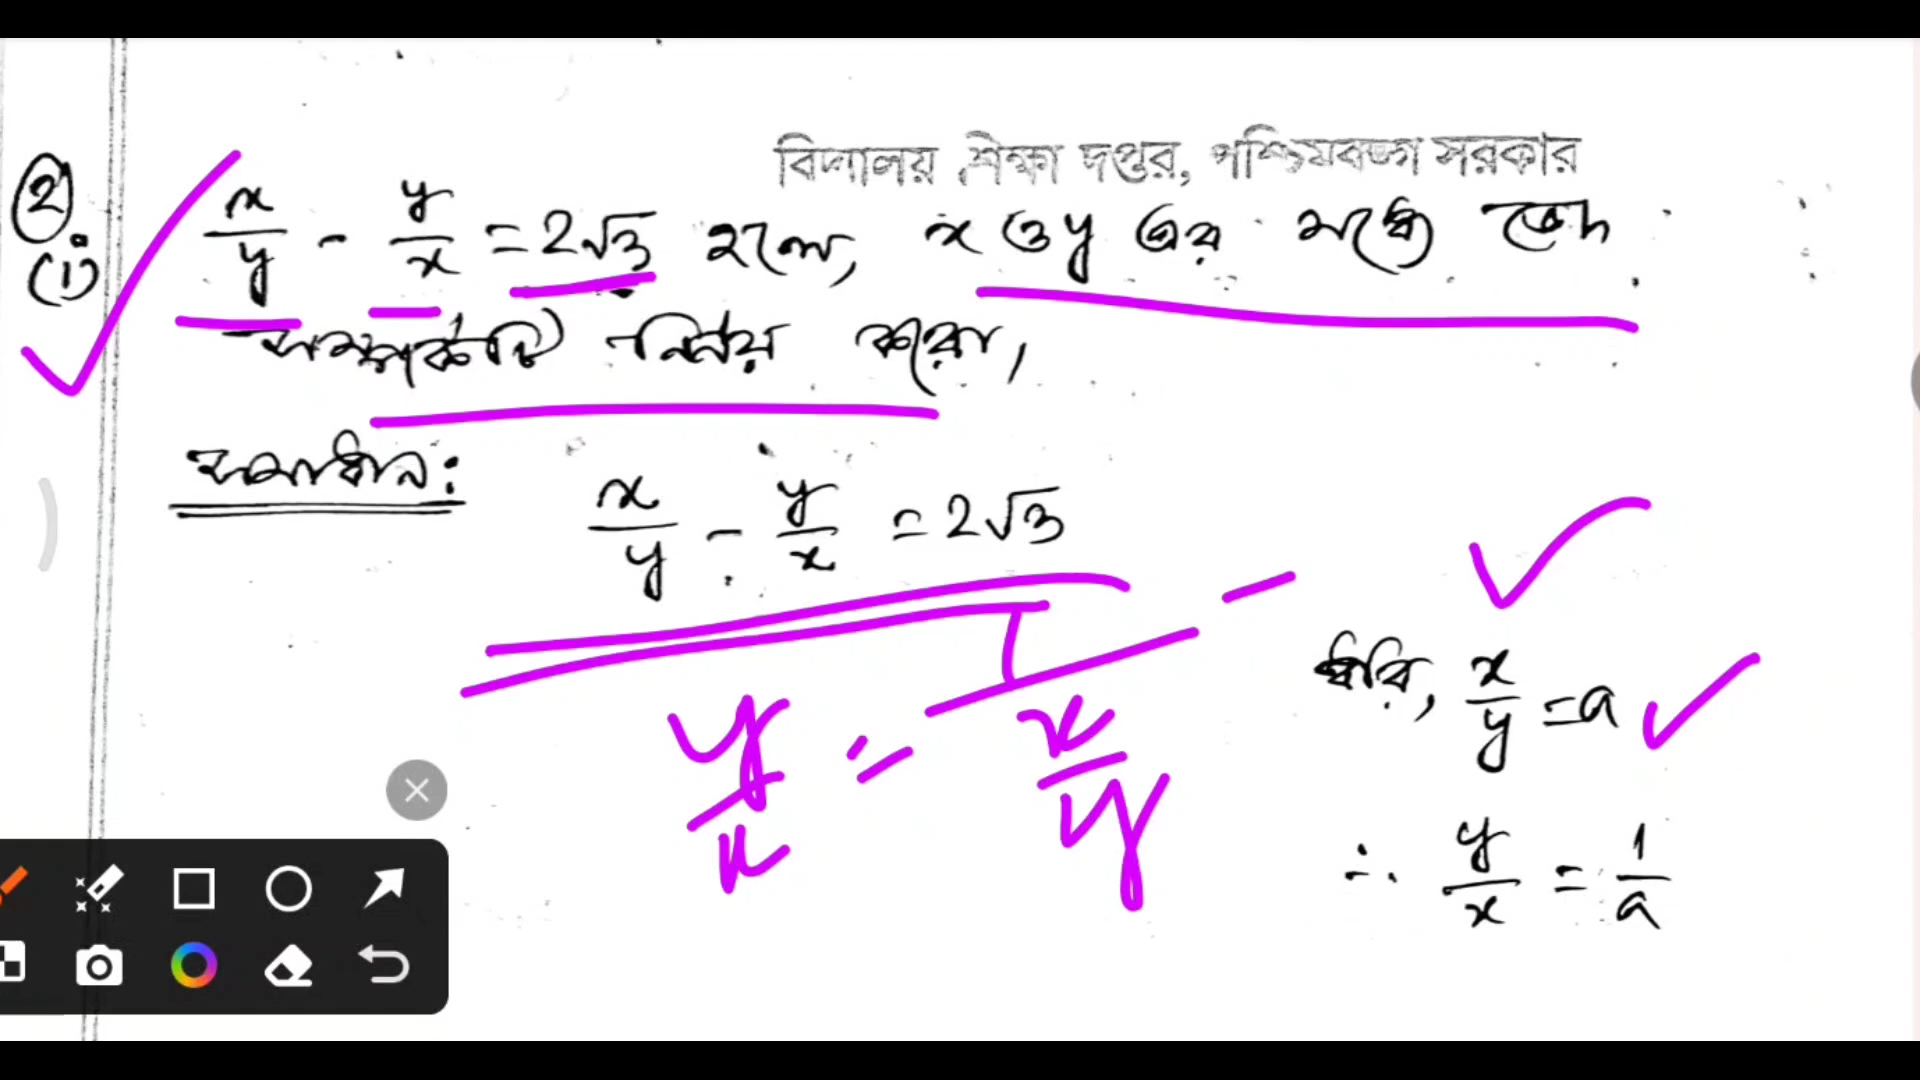 বিদ্যালয় শিক্ষা দপ্তর, পশ্চিমবঙ্গ সরকার
2. (i) x/y - y/x = 2√3 হলে, x ও y এর মধ্যে ভেদ
সম্পর্কটি নির্ণয় করো,
সমাধান: x/y - y/x = 2√3
ধরি, x/y = a
y/x = x/y
∴ y/x = 1/a